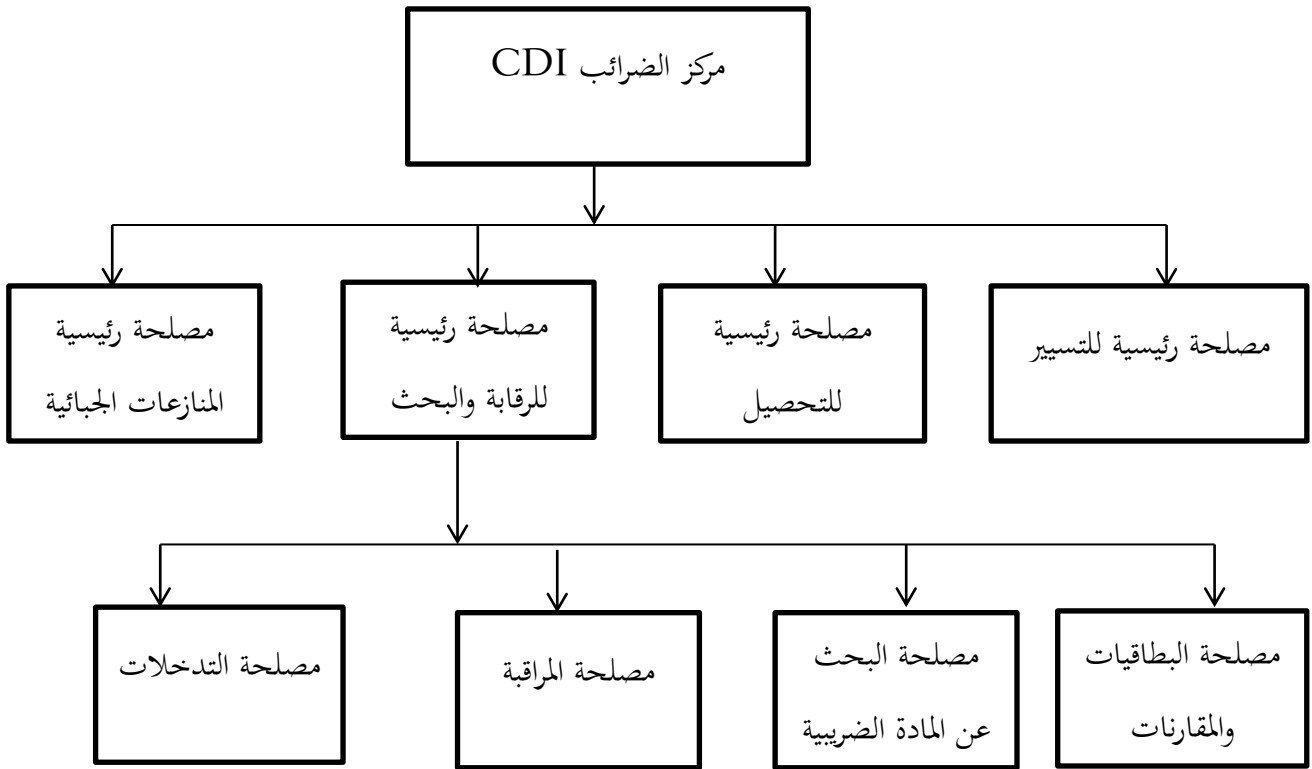 مركز الضرائب CDI
مصلحة رئيسية للتسيير
مصلحة رئيسية
للتحصيل
مصلحة رئيسية
للرقابة والبحث
مصلحة رئيسية
المنازعات الجبائية
مصلحة البطاقيات
والمقارنات
مصلحة البحث
عن المادة الضريبية
مصلحة المراقبة
مصلحة التدخلات